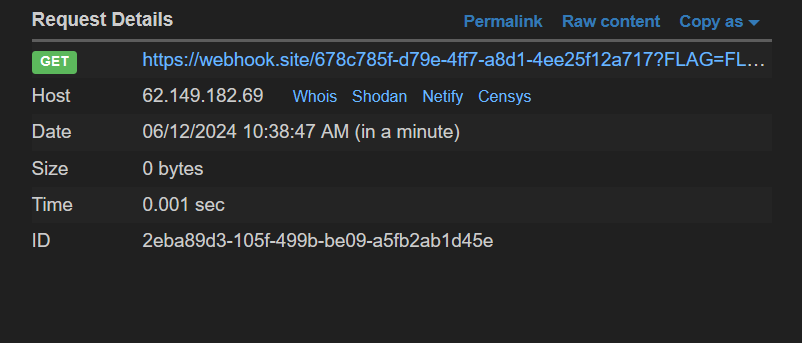 Request Details Permalink Raw content Copy as
GET https://webhook.site/678c785f-d79e-4ff7-a8d1-4ee25f12a717?FLAG=FL...
Host 62.149.182.69 Whois Shodan Netify Censys
Date 06/12/2024 10:38:47 AM (in a minute)
Size 0 bytes
Time 0.001 sec
ID 2eba89d3-105f-499b-be09-a5fb2ab1d45e